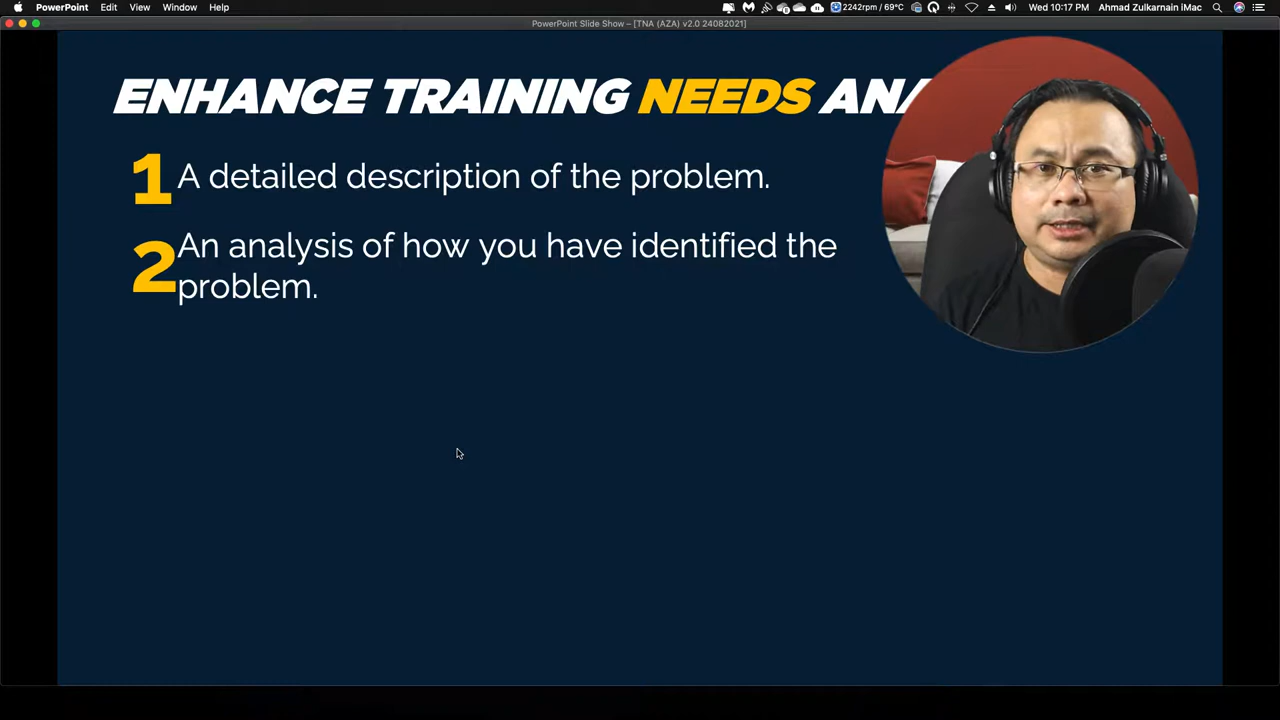 PowerPoint Edit View Window Help 2242rpm / 69°C Wed 10:17 PM Ahmad Zulkarnain iMac
PowerPoint Slide Show – [TNA (AZA) v2.0 24082021]
ENHANCE TRAINING NEEDS ANA
1 A detailed description of the problem.
2 An analysis of how you have identified the
problem.